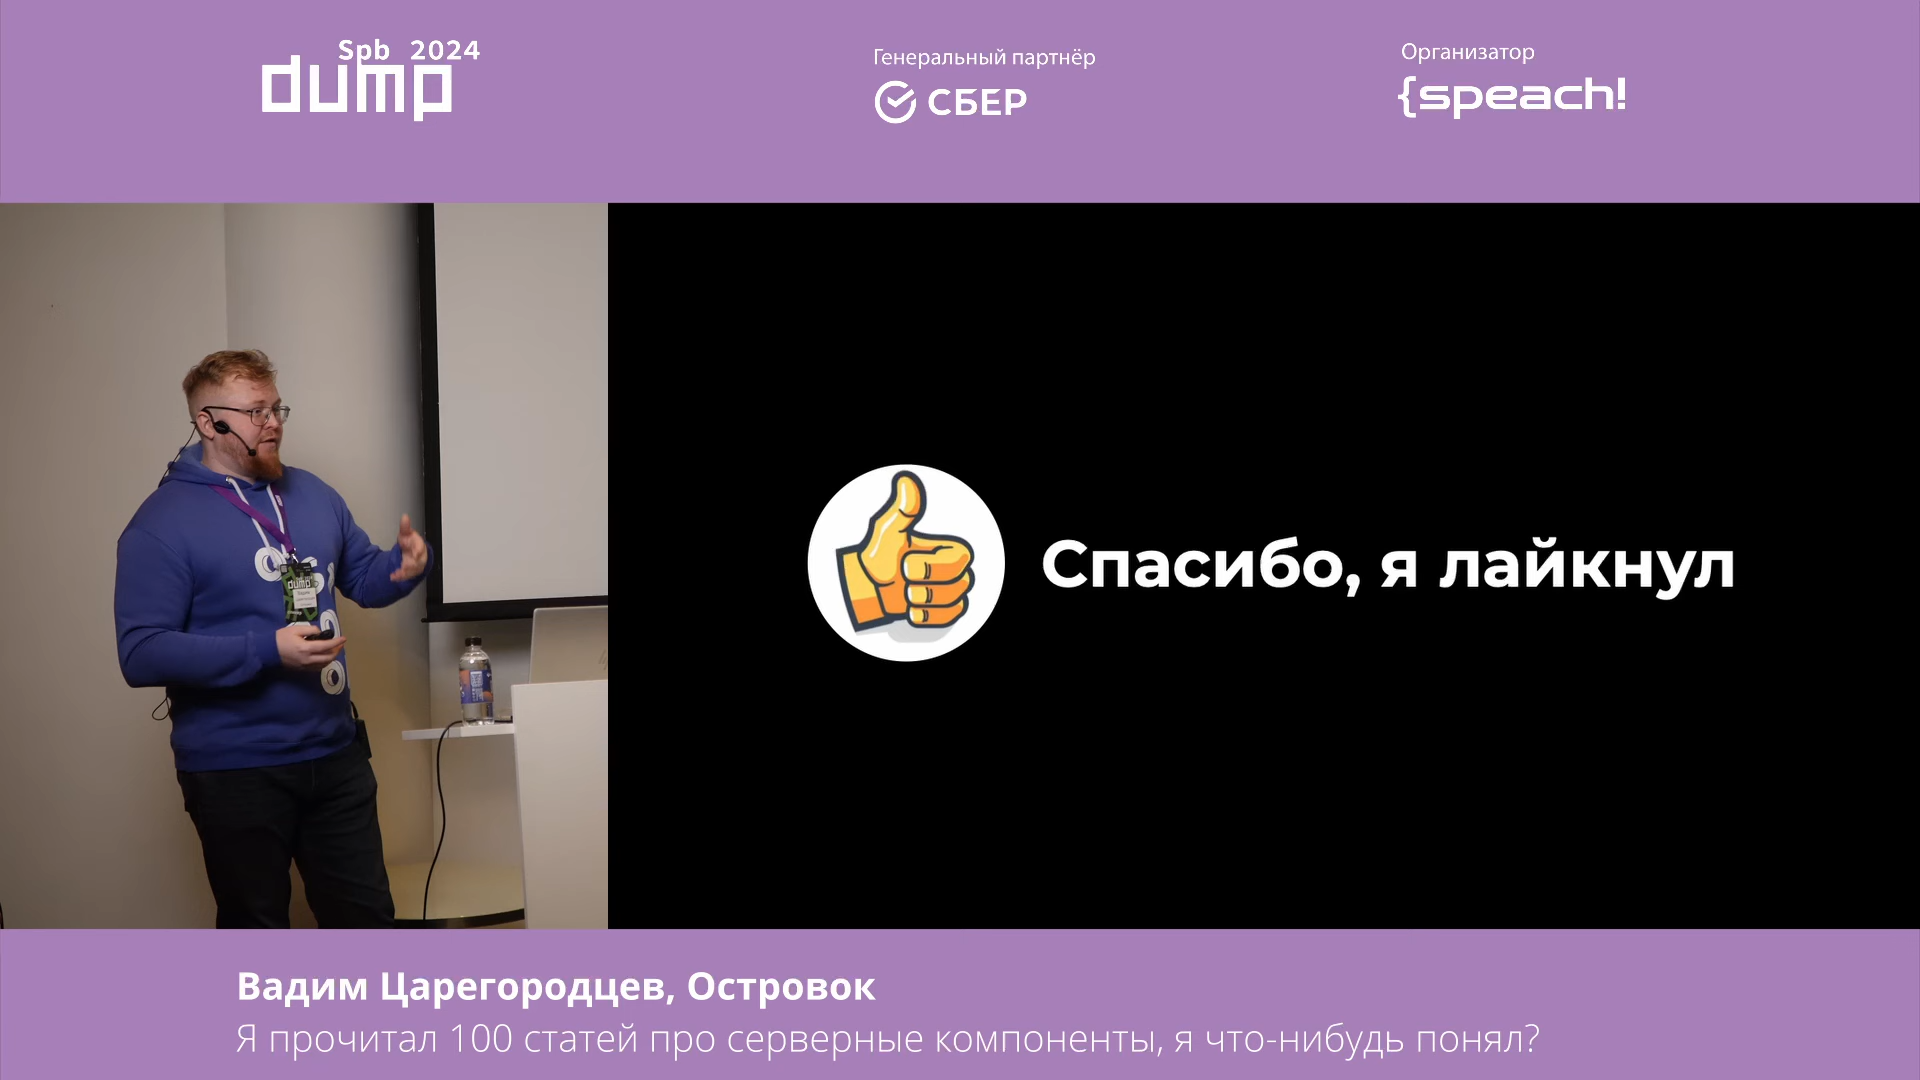 Spb 2024
dump
Генеральный партнёр
СБЕР
Организатор
{speach!
dump
Спасибо, я лайкнул
Вадим Царегородцев, Островок
Я прочитал 100 статей про серверные компоненты, я что-нибудь понял?